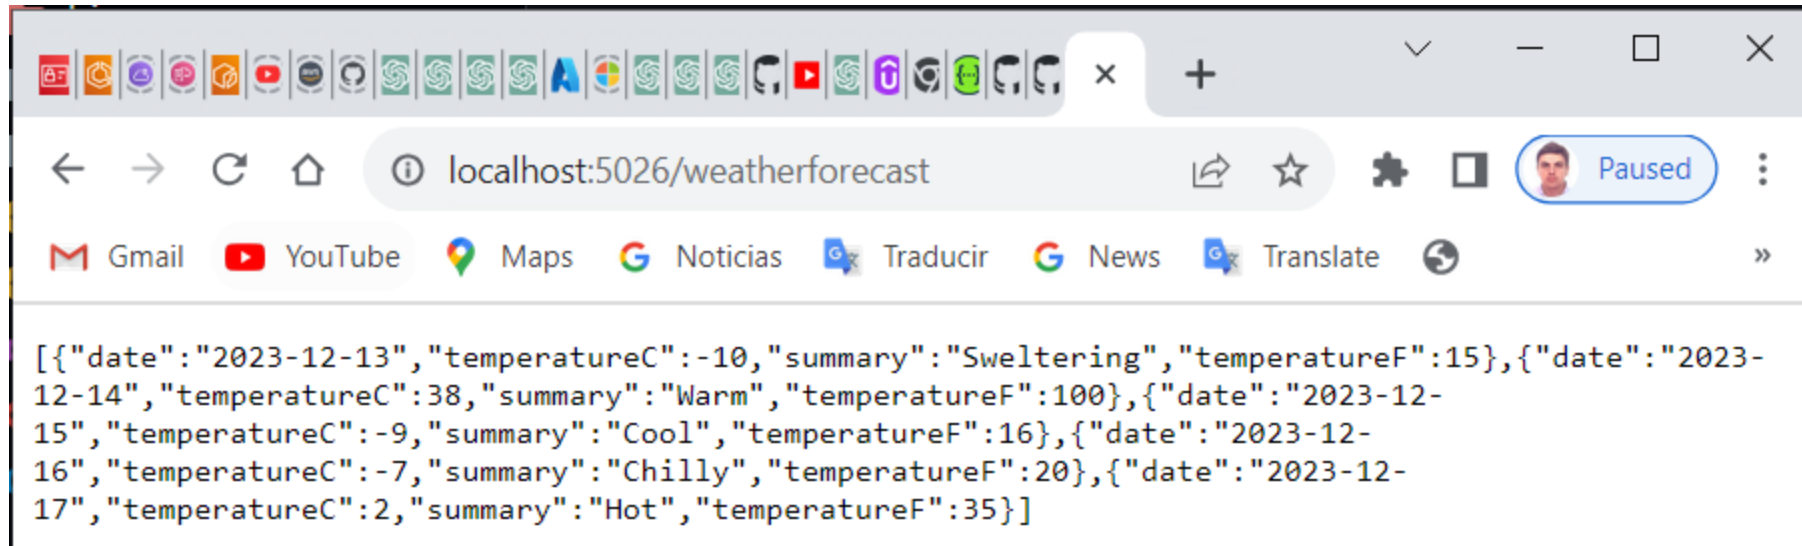 localhost:5026/weatherforecast
Paused
Gmail YouTube Maps Noticias Traducir News Translate »
[{"date":"2023-12-13","temperatureC":-10,"summary":"Sweltering","temperatureF":15},{"date":"2023-
12-14","temperatureC":38,"summary":"Warm","temperatureF":100},{"date":"2023-12-
15","temperatureC":-9,"summary":"Cool","temperatureF":16},{"date":"2023-12-
16","temperatureC":-7,"summary":"Chilly","temperatureF":20},{"date":"2023-12-
17","temperatureC":2,"summary":"Hot","temperatureF":35}]